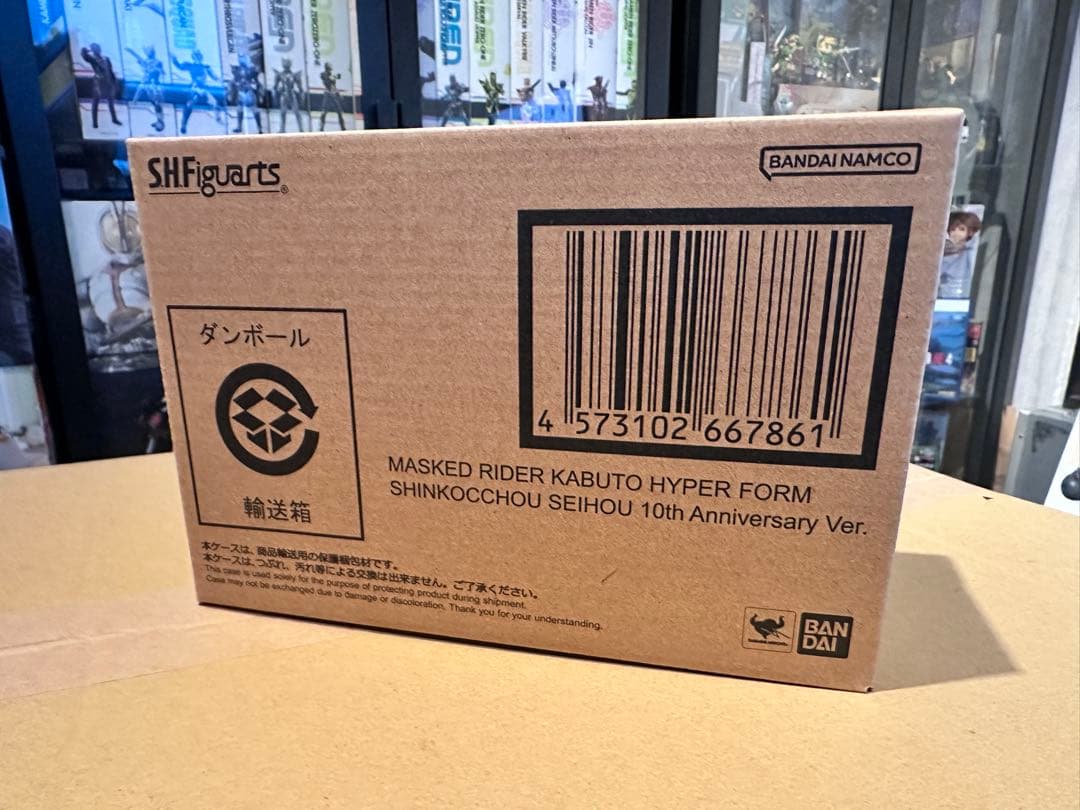 S.H.Figuarts®
BANDAI NAMCO
4 573102 667861
ダンボール
輸送箱
MASKED RIDER KABUTO HYPER FORM
SHINKOCCHOU SEIHOU 10th Anniversary Ver.
本ケースは、商品輸送用の保護梱包材です。
本ケースは、つぶれ、汚れ等による交換は出来ません。ご了承ください。
This case is used solely for the purpose of protecting product during shipment.
Case may not be exchanged due to damage or discoloration. Thank you for your understanding.
BAN
DAI